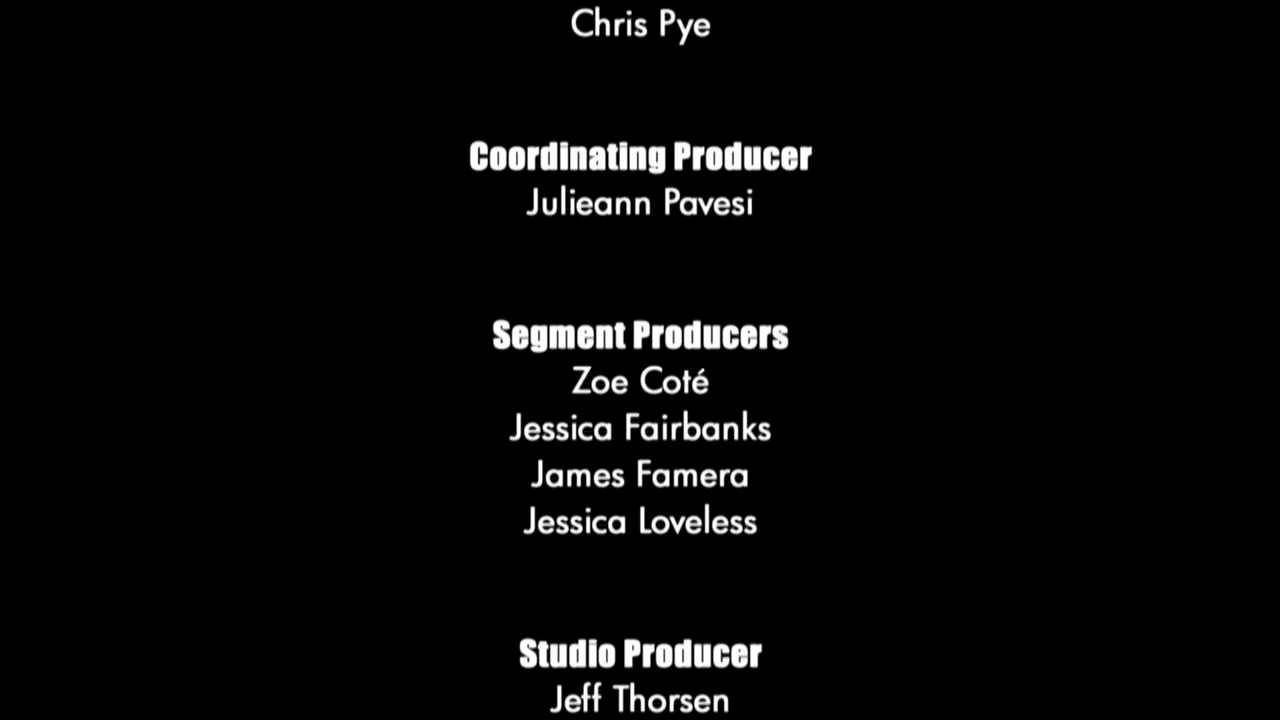 Chris Pye
Coordinating Producer
Julieann Pavesi
Segment Producers
Zoe Coté
Jessica Fairbanks
James Famera
Jessica Loveless
Studio Producer
Jeff Thorsen